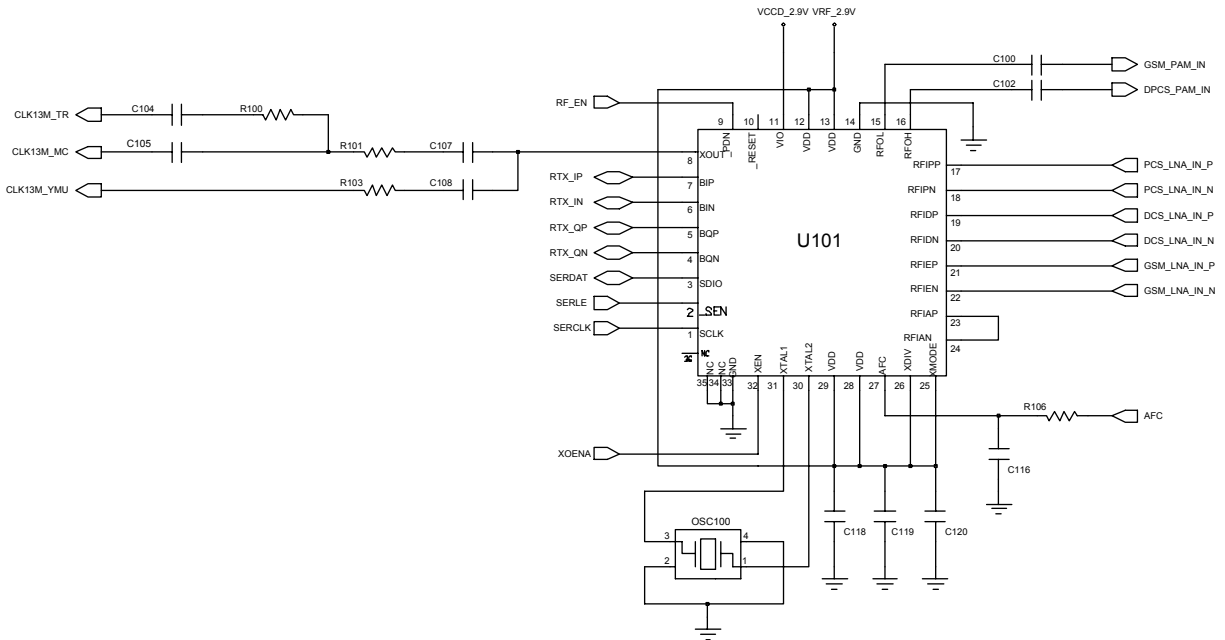 VCCD_2.9V VRF_2.9V
C100
GSM_PAM_IN
C102
DPCS_PAM_IN
RF_EN
C104
R100
CLK13M_TR
C105
CLK13M_MC
R101
C107
CLK13M_YMU
R103
C108
9 10 11 12 13 14 15 16
PDN
_RESET
VIO
VDD
VDD
GND
RFOL
RFOH
XOUT_
8
RTX_IP
7
BIP
RTX_IN
6
BIN
RTX_QP
5
BQP
RTX_QN
4
BQN
SERDAT
3
SDIO
SERLE
2
_SEN
SERCLK
1
SCLK
NC
U101
RFIPP
17
PCS_LNA_IN_P
RFIPN
18
PCS_LNA_IN_N
RFIDP
19
DCS_LNA_IN_P
RFIDN
20
DCS_LNA_IN_N
RFIEP
21
GSM_LNA_IN_P
RFIEN
22
GSM_LNA_IN_N
RFIAP
23
RFIAN
24
NC
NC
GND
XEN
XTAL1
XTAL2
VDD
VDD
AFC
XDIV
XMODE
35 34 33 32 31 30 29 28 27 26 25
R106
AFC
XOENA
C116
OSC100
3
4
2
1
C118
C119
C120